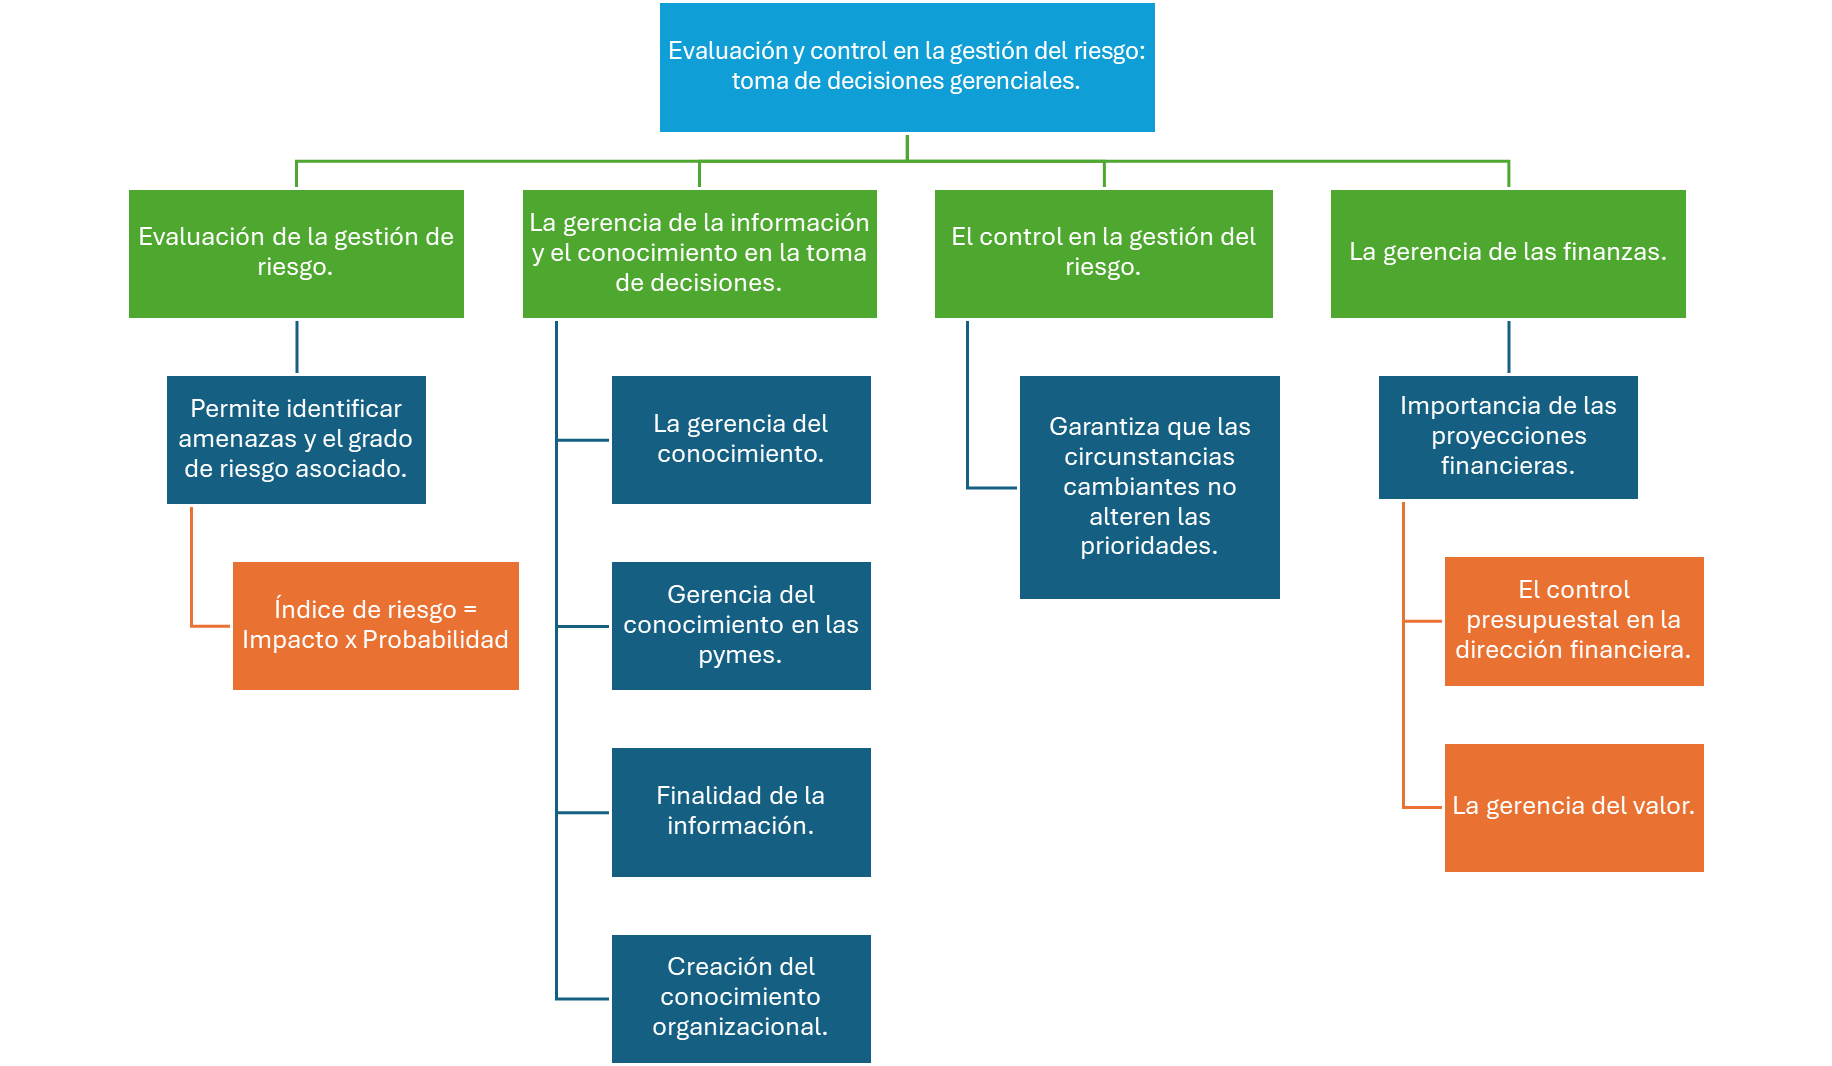 Evaluación y control en la gestión del riesgo:
toma de decisiones gerenciales.
Evaluación de la gestión de
riesgo.
La gerencia de la información
y el conocimiento en la toma
de decisiones.
El control en la gestión del
riesgo.
La gerencia de las finanzas.
Permite identificar
amenazas y el grado
de riesgo asociado.
Índice de riesgo =
Impacto x Probabilidad
La gerencia del
conocimiento.
Gerencia del
conocimiento en las
pymes.
Finalidad de la
información.
Creación del
conocimiento
organizacional.
Garantiza que las
circunstancias
cambiantes no
alteren las
prioridades.
Importancia de las
proyecciones
financieras.
El control
presupuestal en la
dirección financiera.
La gerencia del valor.